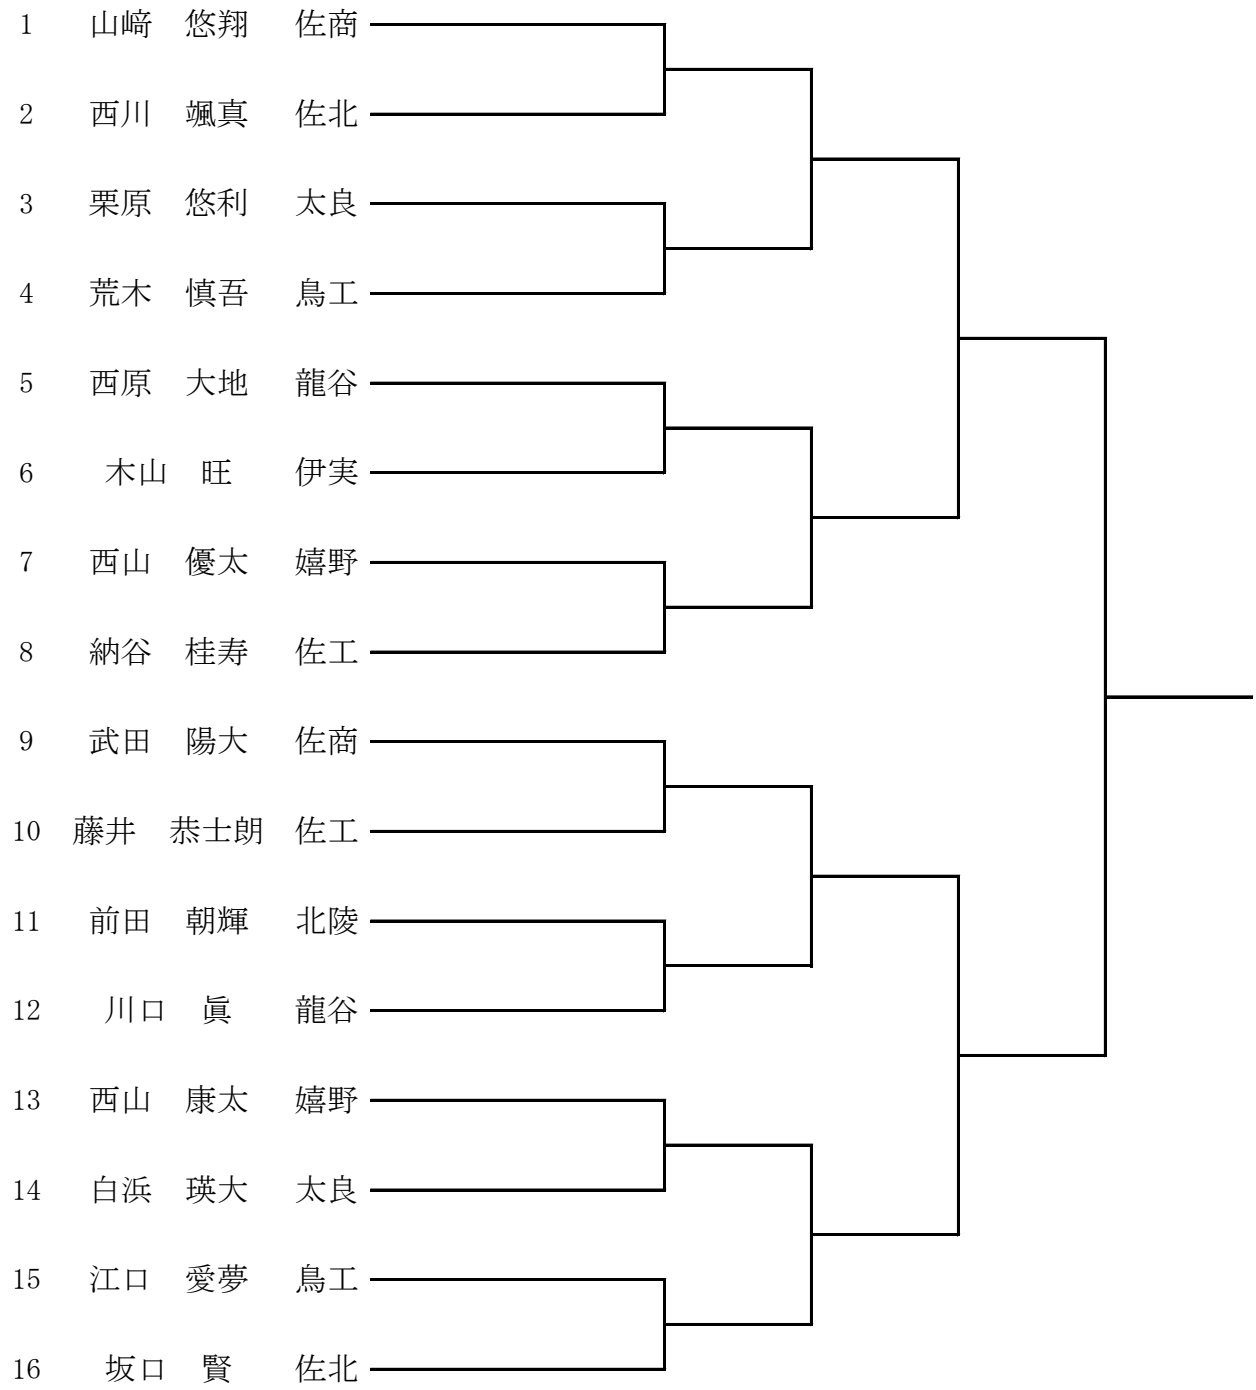 1 山﨑 悠翔 佐商
2 西川 颯真 佐北
3 栗原 悠利 太良
4 荒木 慎吾 鳥工
5 西原 大地 龍谷
6 木山 旺 伊実
7 西山 優太 嬉野
8 納谷 桂寿 佐工
9 武田 陽大 佐商
10 藤井 恭士朗 佐工
11 前田 朝輝 北陵
12 川口 眞 龍谷
13 西山 康太 嬉野
14 白浜 瑛大 太良
15 江口 愛夢 鳥工
16 坂口 賢 佐北